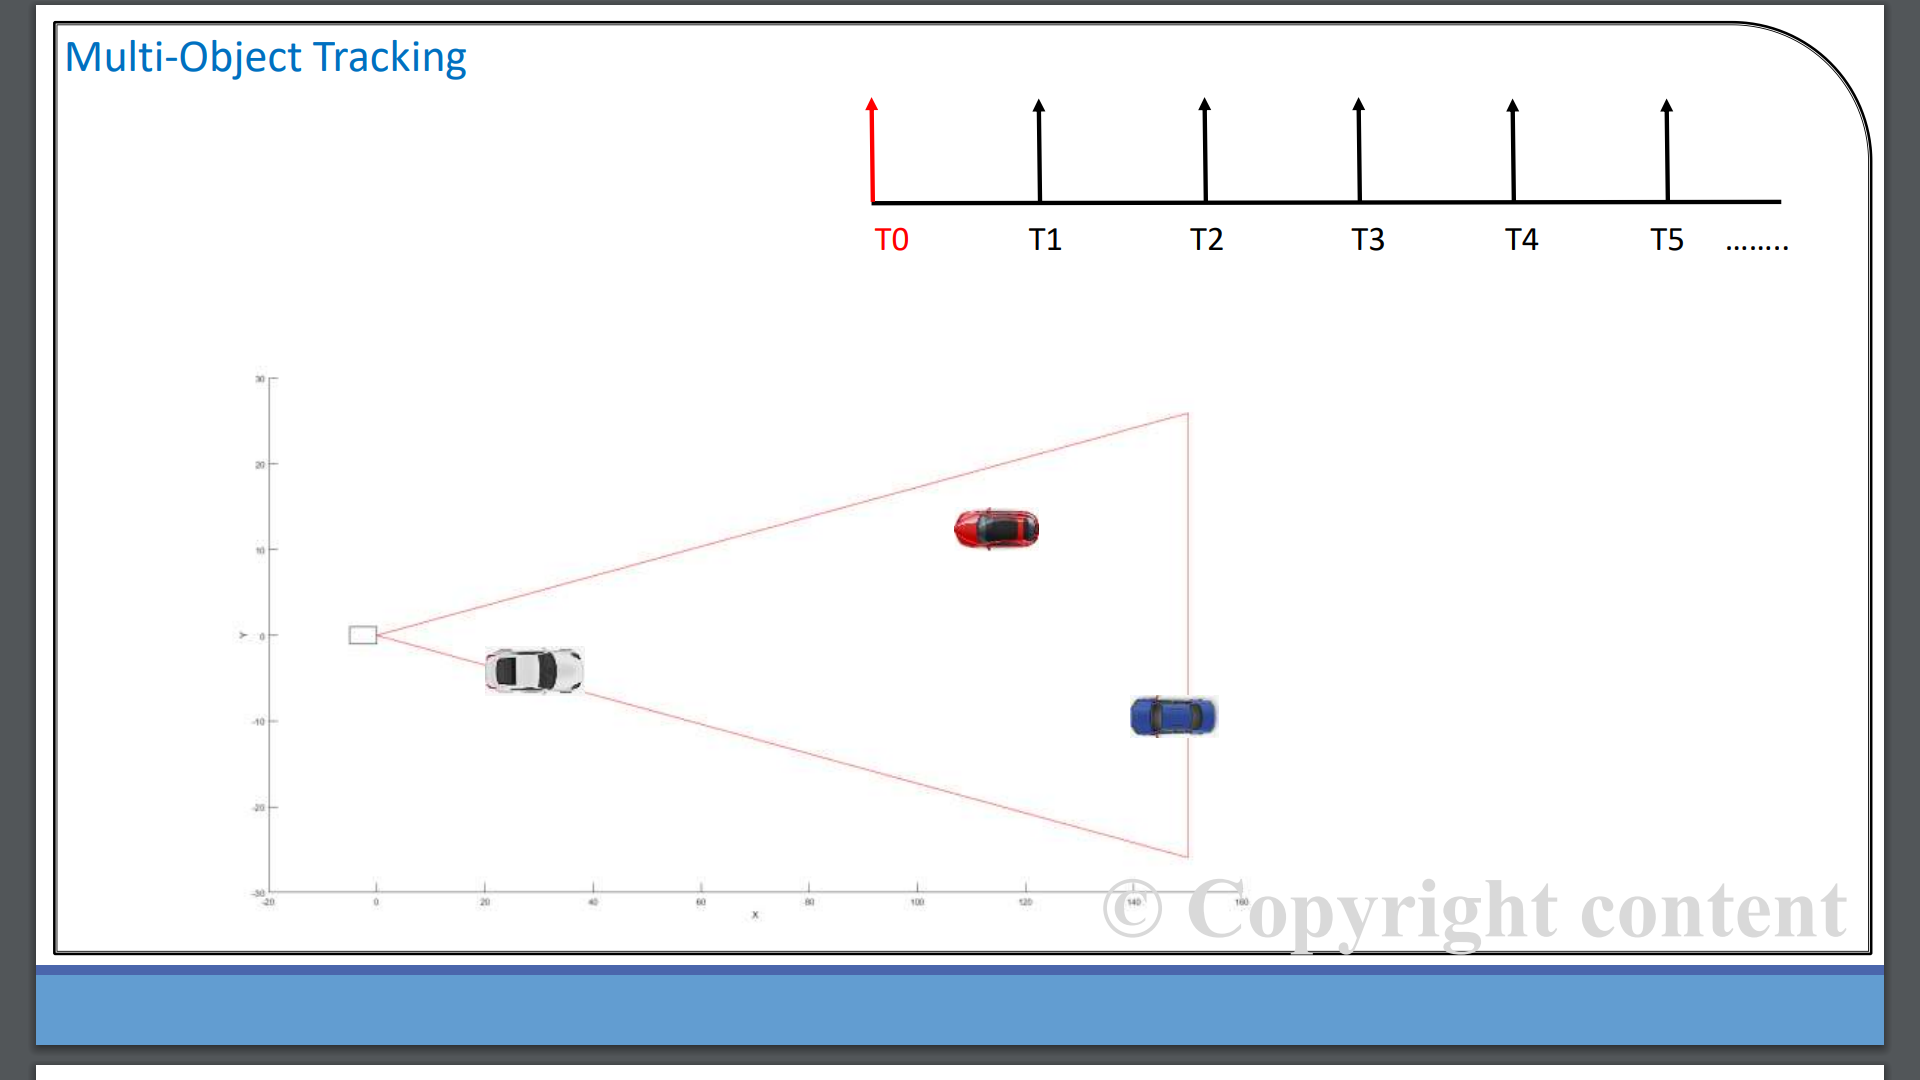 Multi-Object Tracking
T0 T1 T2 T3 T4 T5 ........
30
20
10
Y 0
-10
-20
-30
-20 0 20 40 60 80 100 120 140 160
X
© Copyright content